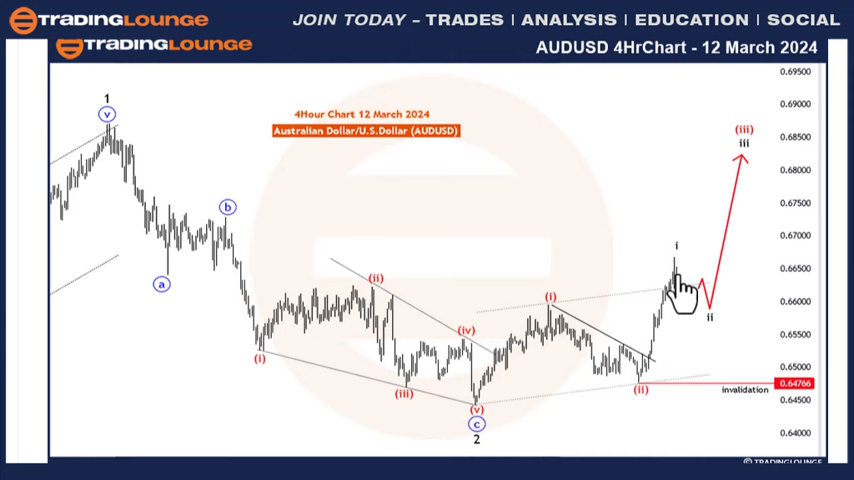 TRADINGLOUNGE
JOIN TODAY – TRADES | ANALYSIS | EDUCATION | SOCIAL
TRADINGLOUNGE
AUDUSD 4HrChart - 12 March 2024
4Hour Chart 12 March 2024
Australian Dollar/U.S.Dollar (AUDUSD)
0.69500
0.69000
0.68500
0.68000
0.67500
0.67000
0.66500
0.66000
0.65500
0.65000
0.64766
0.64500
0.64000
1
v
a
b
(i)
(ii)
(iii)
(iv)
(v)
c
2
(i)
(ii)
i
ii
(iii)
iii
invalidation
© TRADINGLOUNGE